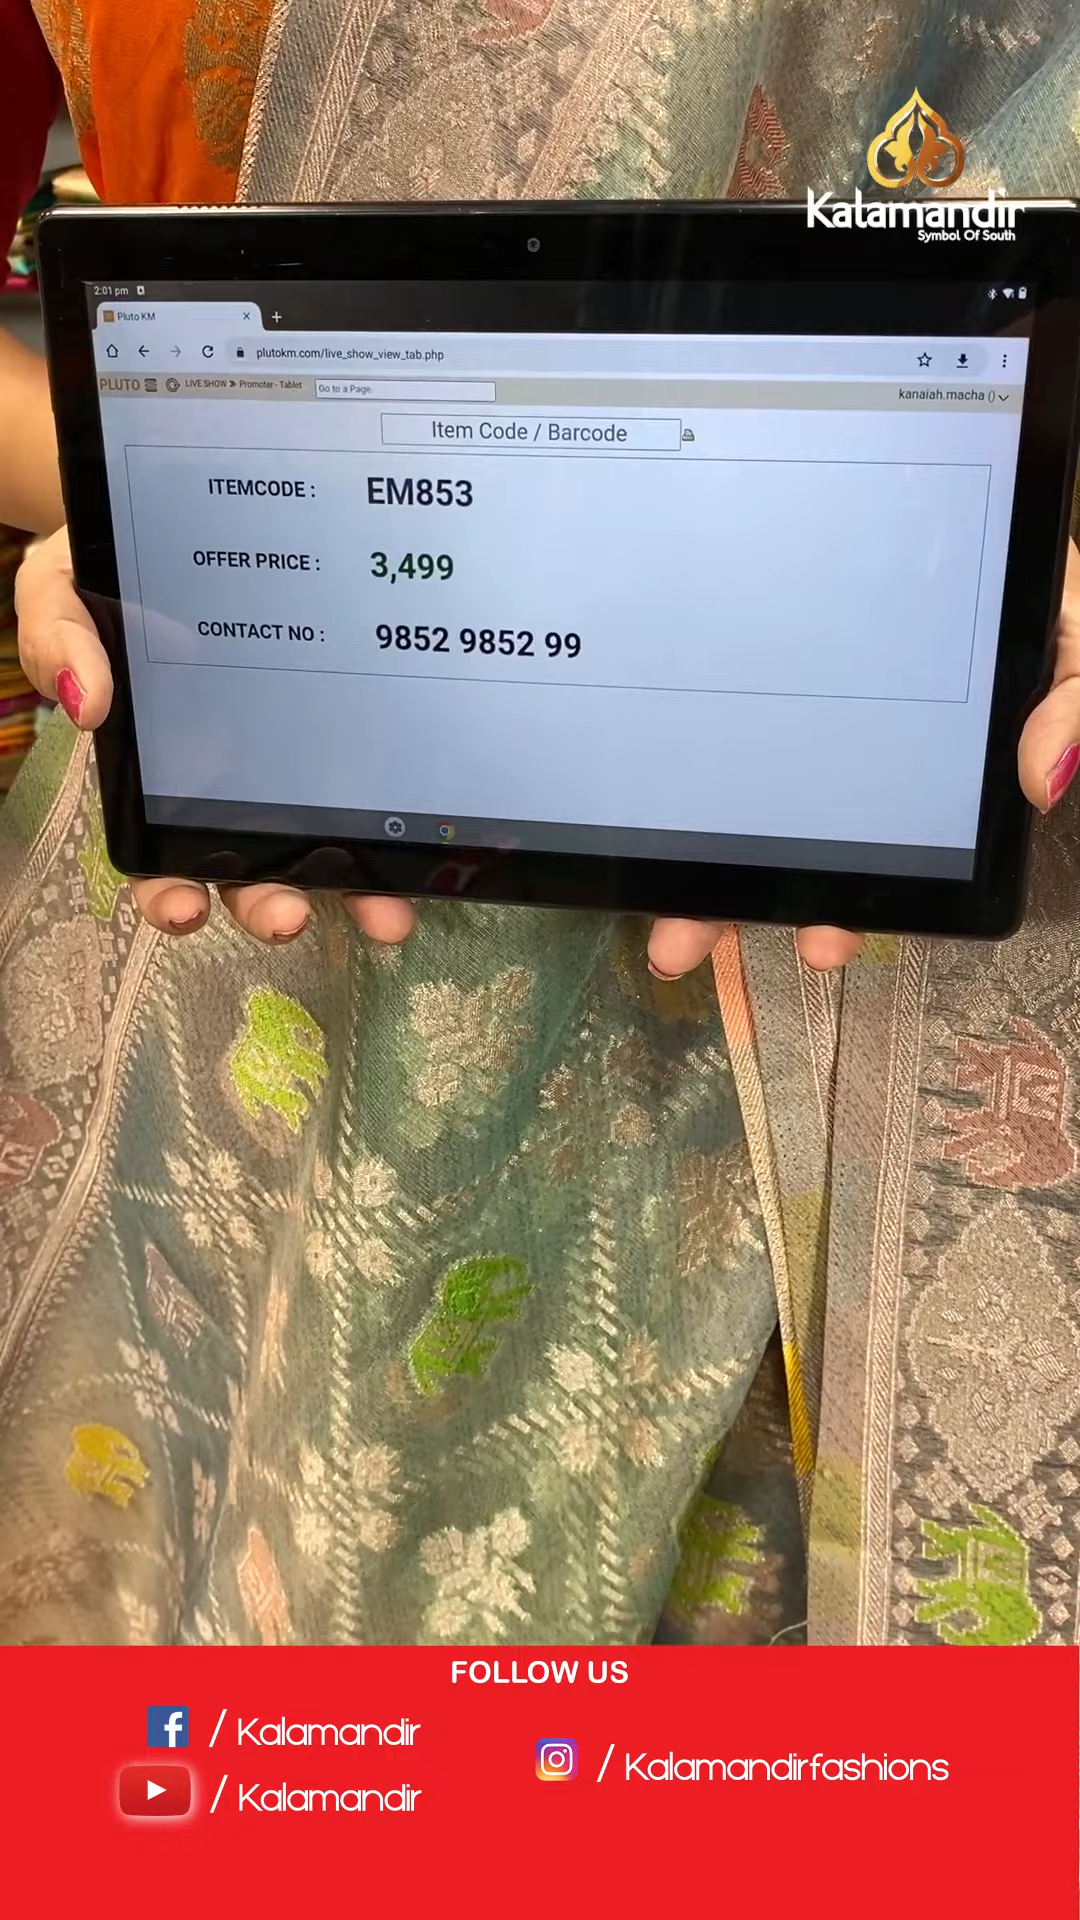 Kalamandir
Symbol Of South
2:01 pm
Pluto KM
plutokm.com/live_show_view_tab.php
PLUTO LIVE SHOW » Promoter - Tablet Go to a Page kanaiah.macha ()
Item Code / Barcode
ITEMCODE : EM853
OFFER PRICE : 3,499
CONTACT NO : 9852 9852 99
FOLLOW US
/ Kalamandir
/ Kalamandirfashions
/ Kalamandir